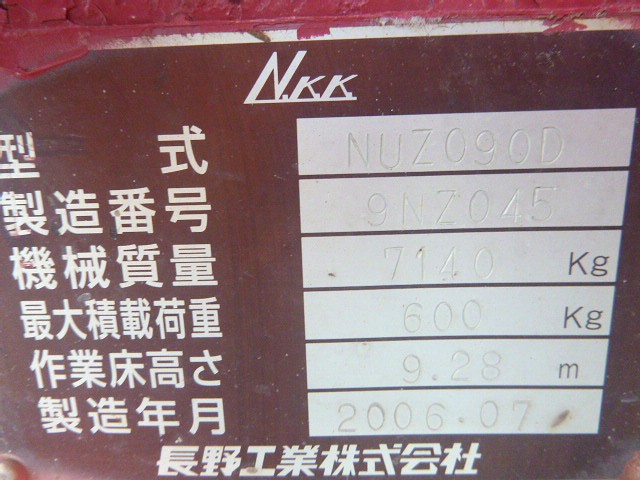 N.K.K.
型式 NUZ090D
製造番号 9NZ045
機械質量 7140 Kg
最大積載荷重 600 Kg
作業床高さ 9.28 m
製造年月 2006.07
長野工業株式会社